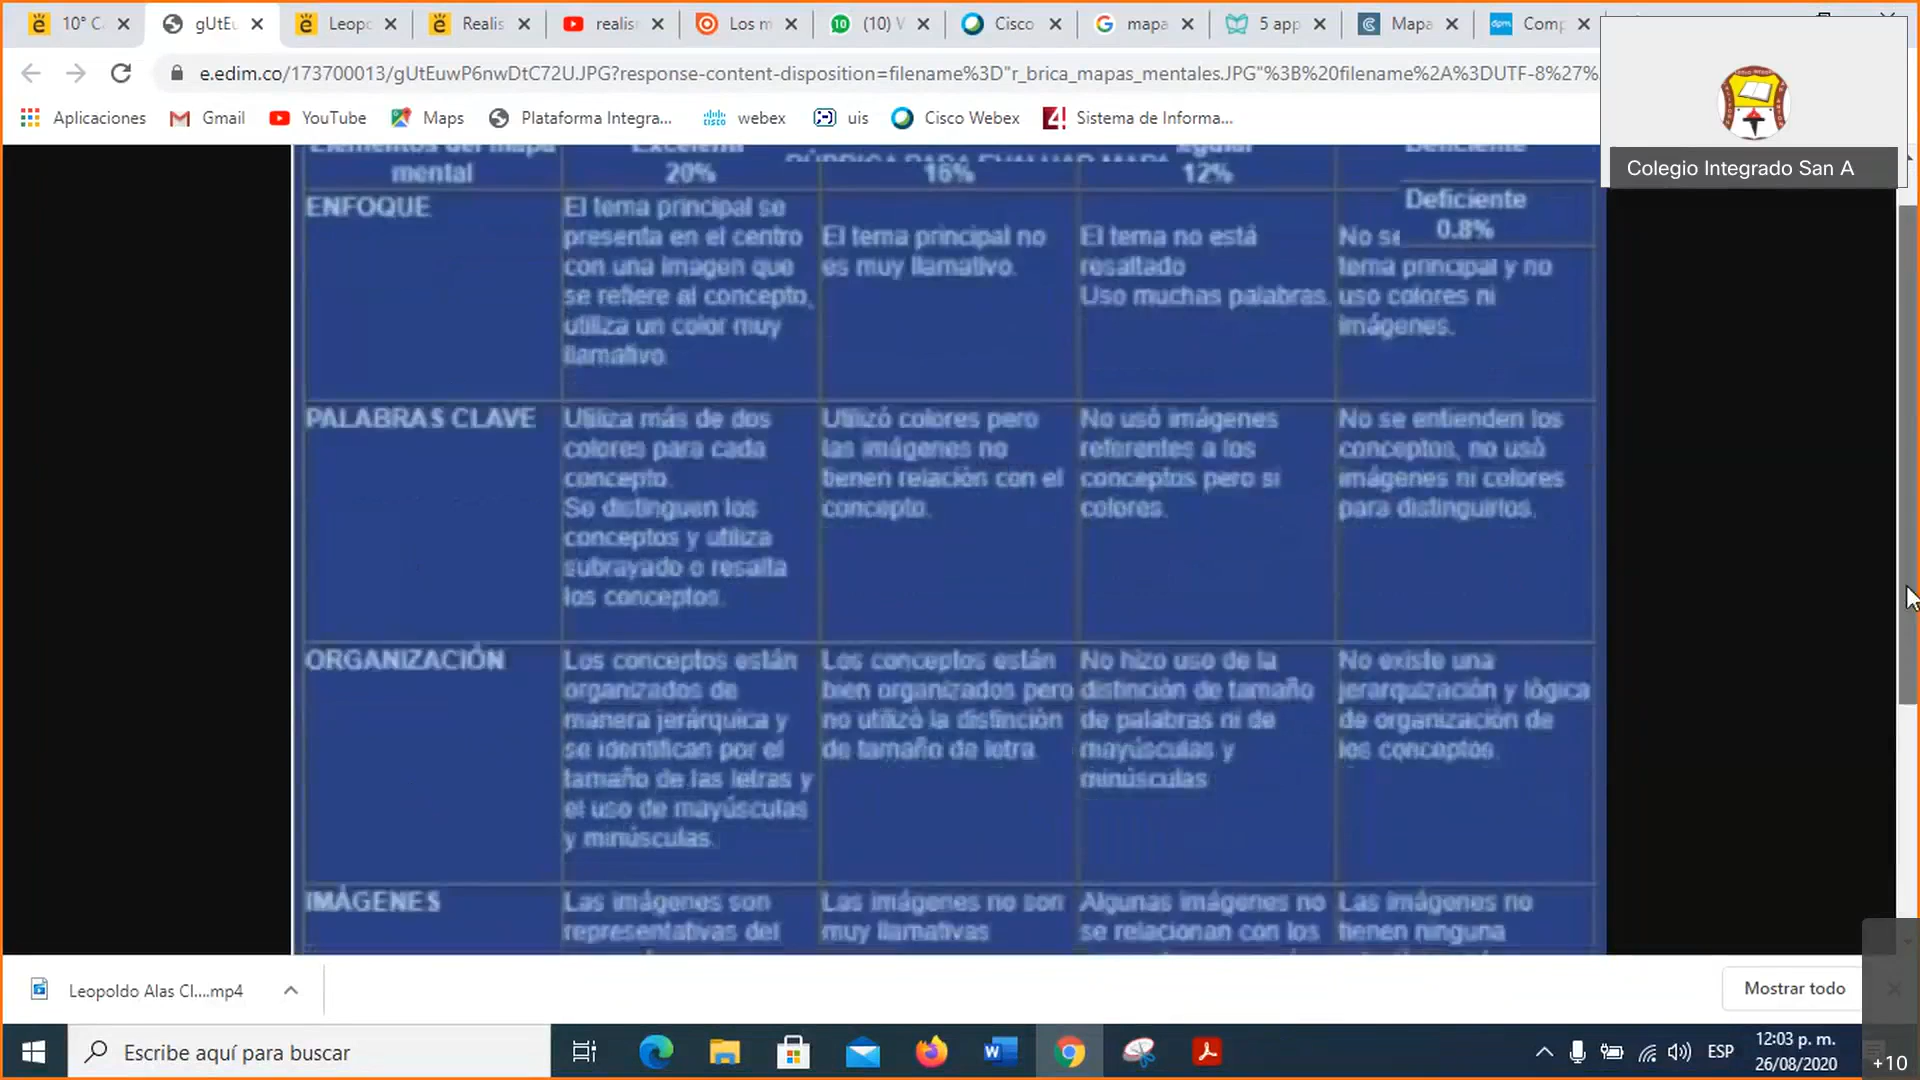 10° C
gUtEu
Leopo
Realis
realis
Los m
(10) V
Cisco
mapa
5 app
Mapa
Comp
e.edim.co/173700013/gUtEuwP6nwDtC72U.JPG?response-content-disposition=filename%3D"r_brica_mapas_mentales.JPG"%3B%20filename%2A%3DUTF-8%27%
Aplicaciones
Gmail
YouTube
Maps
Plataforma Integra...
webex
uis
Cisco Webex
Sistema de Informa...
Colegio Integrado San A
RÚBRICA PARA EVALUAR MAPA
Elementos del mapa
mental
20%
16%
12%
Deficiente
Deficiente
0.8%
ENFOQUE
El tema principal se
presenta en el centro
con una imagen que
se refiere al concepto,
utiliza un color muy
llamativo.
El tema principal no
es muy llamativo.
El tema no está
resaltado
Uso muchas palabras.
No se
tema principal y no
uso colores ni
imágenes.
PALABRAS CLAVE
Utiliza más de dos
colores para cada
concepto.
Se distinguen los
conceptos y utiliza
subrayado o resalta
los conceptos.
Utilizó colores pero
las imágenes no
tienen relación con el
concepto.
No usó imágenes
referentes a los
conceptos pero si
colores.
No se entienden los
conceptos, no usó
imágenes ni colores
para distinguirlos.
ORGANIZACIÓN
Los conceptos están
organizados de
manera jerárquica y
se identifican por el
tamaño de las letras y
el uso de mayúsculas
y minúsculas.
Los conceptos están
bien organizados pero
no utilizó la distinción
de tamaño de letra.
No hizo uso de la
distinción de tamaño
de palabras ni de
mayúsculas y
minúsculas
No existe una
jerarquización y lógica
de organización de
los conceptos.
IMÁGENES
Las imágenes son
representativas del
Las imágenes no son
muy llamativas
Algunas imágenes no
se relacionan con los
Las imágenes no
tienen ninguna
Leopoldo Alas Cl....mp4
Mostrar todo
Escribe aquí para buscar
ESP
12:03 p. m.
26/08/2020
+10